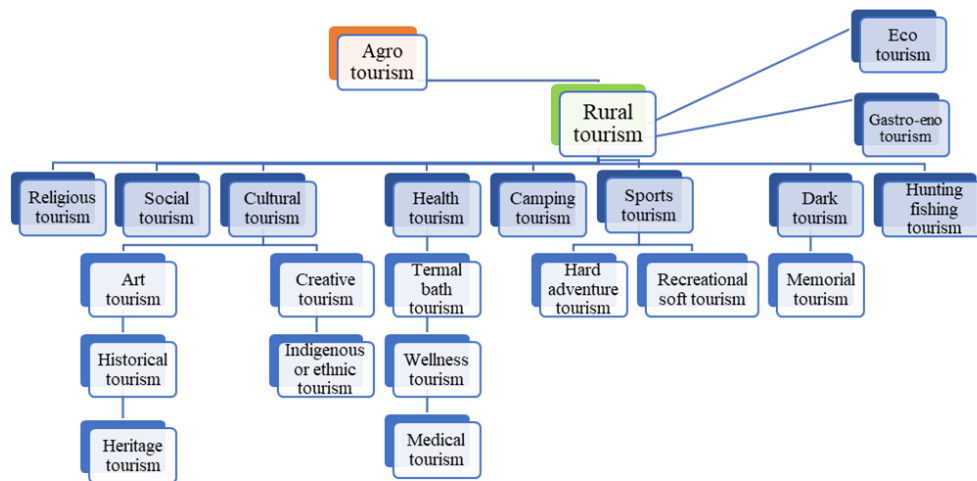 Agro
tourism
Eco
tourism
Rural
tourism
Gastro-eno
tourism
Religious
tourism
Social
tourism
Cultural
tourism
Health
tourism
Camping
tourism
Sports
tourism
Dark
tourism
Hunting
fishing
tourism
Art
tourism
Creative
tourism
Termal
bath
tourism
Hard
adventure
tourism
Recreational
soft tourism
Memorial
tourism
Historical
tourism
Indigenous
or ethnic
tourism
Wellness
tourism
Heritage
tourism
Medical
tourism